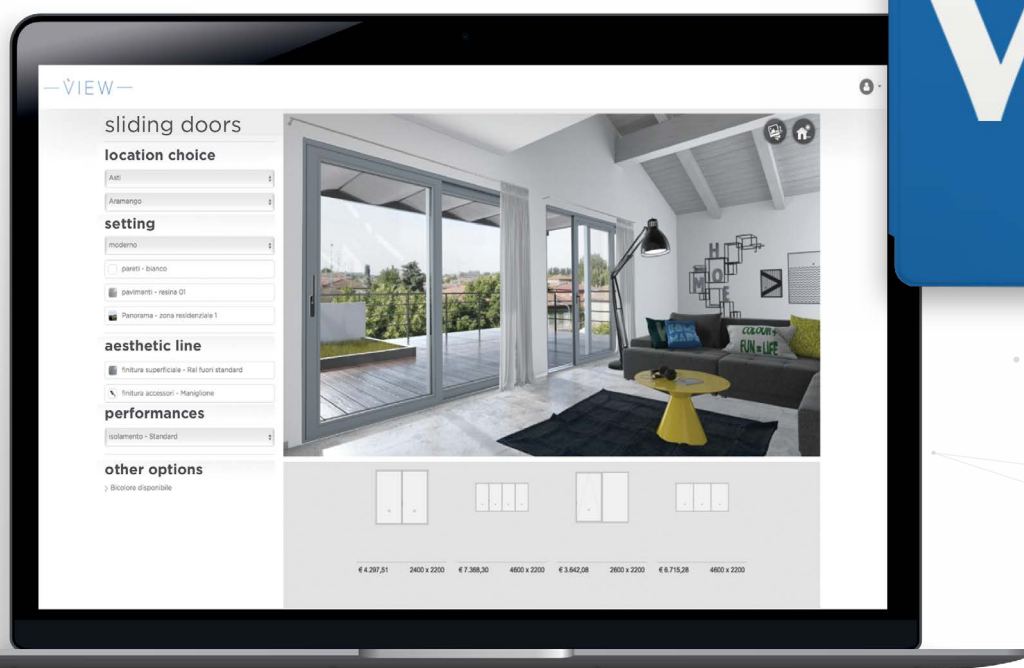 VIEW
sliding doors
location choice
Asti
Aramengo
setting
moderno
pareti - bianco
pavimenti - resina 01
Panorama - zona residenziale 1
aesthetic line
finitura superficiale - Ral fuori standard
finitura accessori - Maniglione
performances
isolamento - Standard
other options
> Bicolore disponibile
HOME
COLOUR +
FUN = LIFE
€ 4.297,51 2400 x 2200 € 7.388,30 4600 x 2200 € 3.642,08 2600 x 2200 € 6.715,28 4600 x 2200
V